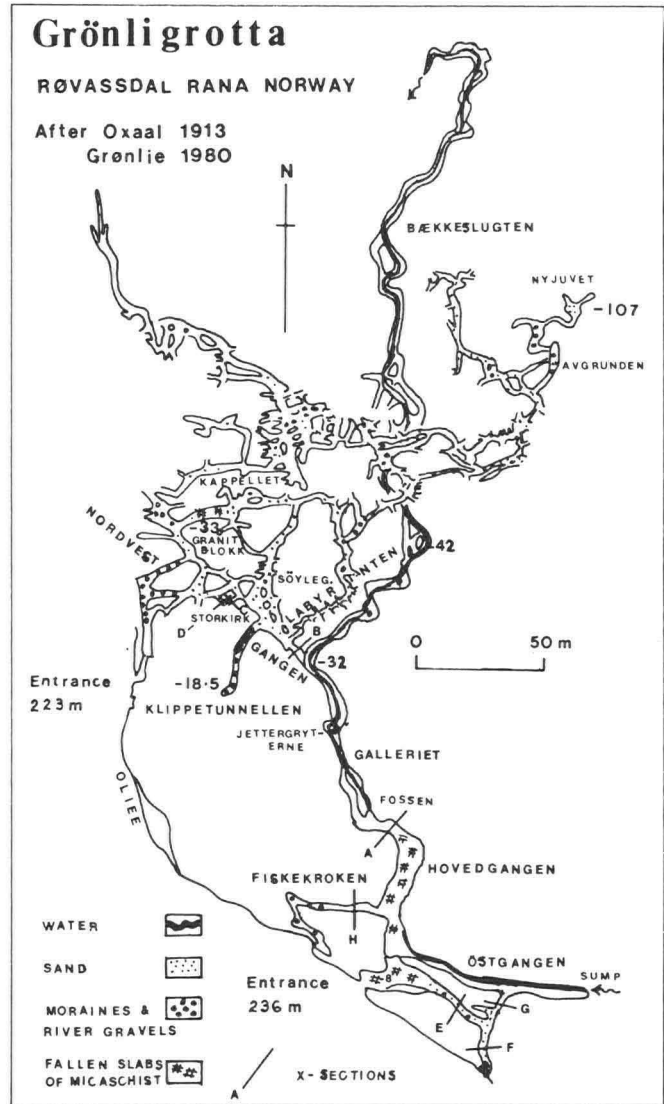 Grönligrotta
RØVASSDAL RANA NORWAY
After Oxaal 1913
Grønlie 1980
N
BÆKKESLUGTEN
NYJUVET
-107
AVGRUNDEN
KAPPELLET
-33
GRANIT
BLOKK
NORDVEST
SÖYLEG.
LABYRINTEN
-42
STORKIRK
D
B
GANGEN
-32
0 50 m
Entrance
223 m
-18·5
KLIPPETUNNELLEN
JETTERGRYT-
ERNE
GALLERIET
OLIEE
FOSSEN
A
HOVEDGANGEN
FISKEKROKEN
H
WATER
ÖSTGANGEN
SUMP
SAND
Entrance
236 m
8
G
E
F
MORAINES &
RIVER GRAVELS
FALLEN SLABS
OF MICASCHIST
A
X-SECTIONS